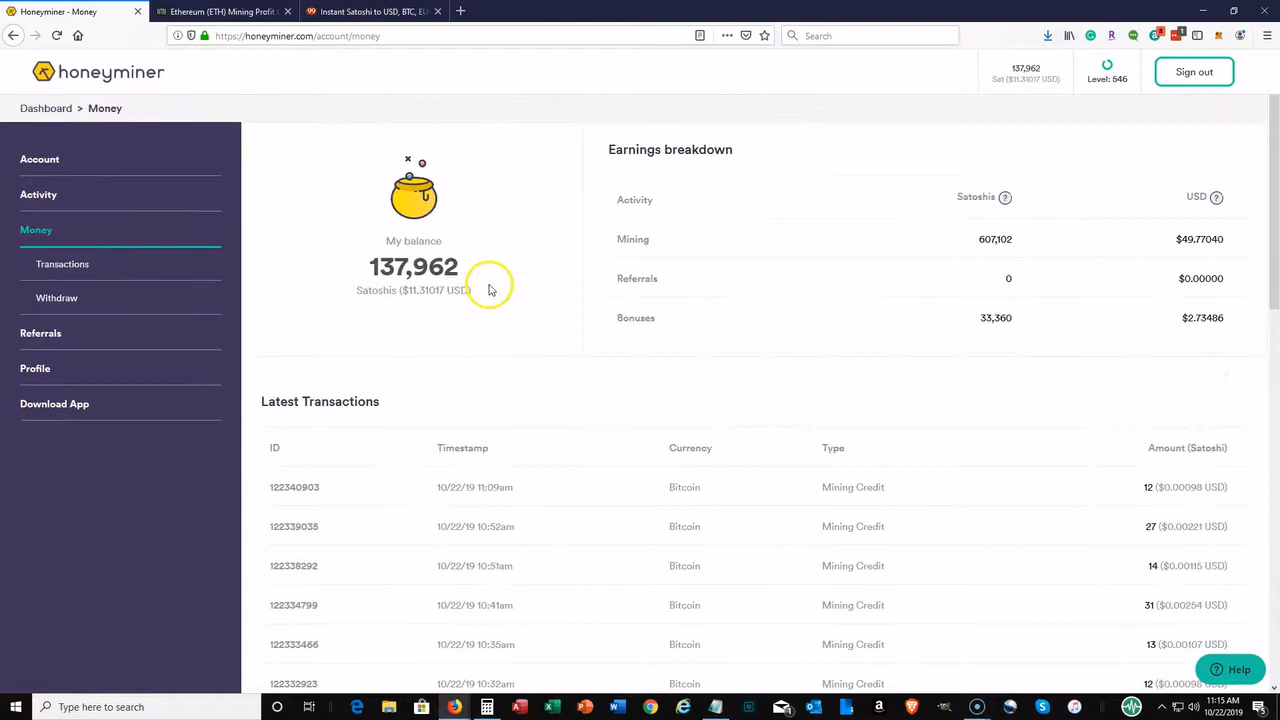 Honeyminer - Money
Ethereum (ETH) Mining Profit
Instant Satoshi to USD, BTC, EU
https://honeyminer.com/account/money
Search
honeyminer
137,962
Sat ($11.31017 USD)
Level: 546
Sign out
Dashboard > Money
Account
Activity
Money
Transactions
Withdraw
Referrals
Profile
Download App
My balance
137,962
Satoshis ($11.31017 USD)
Earnings breakdown
Activity Satoshis USD
Mining 607,102 $49.77040
Referrals 0 $0.00000
Bonuses 33,360 $2.73486
Latest Transactions
ID Timestamp Currency Type Amount (Satoshi)
122340903 10/22/19 11:09am Bitcoin Mining Credit 12 ($0.00098 USD)
122339035 10/22/19 10:52am Bitcoin Mining Credit 27 ($0.00221 USD)
122338292 10/22/19 10:51am Bitcoin Mining Credit 14 ($0.00115 USD)
122334799 10/22/19 10:41am Bitcoin Mining Credit 31 ($0.00254 USD)
122333466 10/22/19 10:35am Bitcoin Mining Credit 13 ($0.00107 USD)
122332923 10/22/19 10:32am Bitcoin Mining Credit 12 ($0.00098 USD)
Help
Type here to search
11:15 AM
10/22/2019